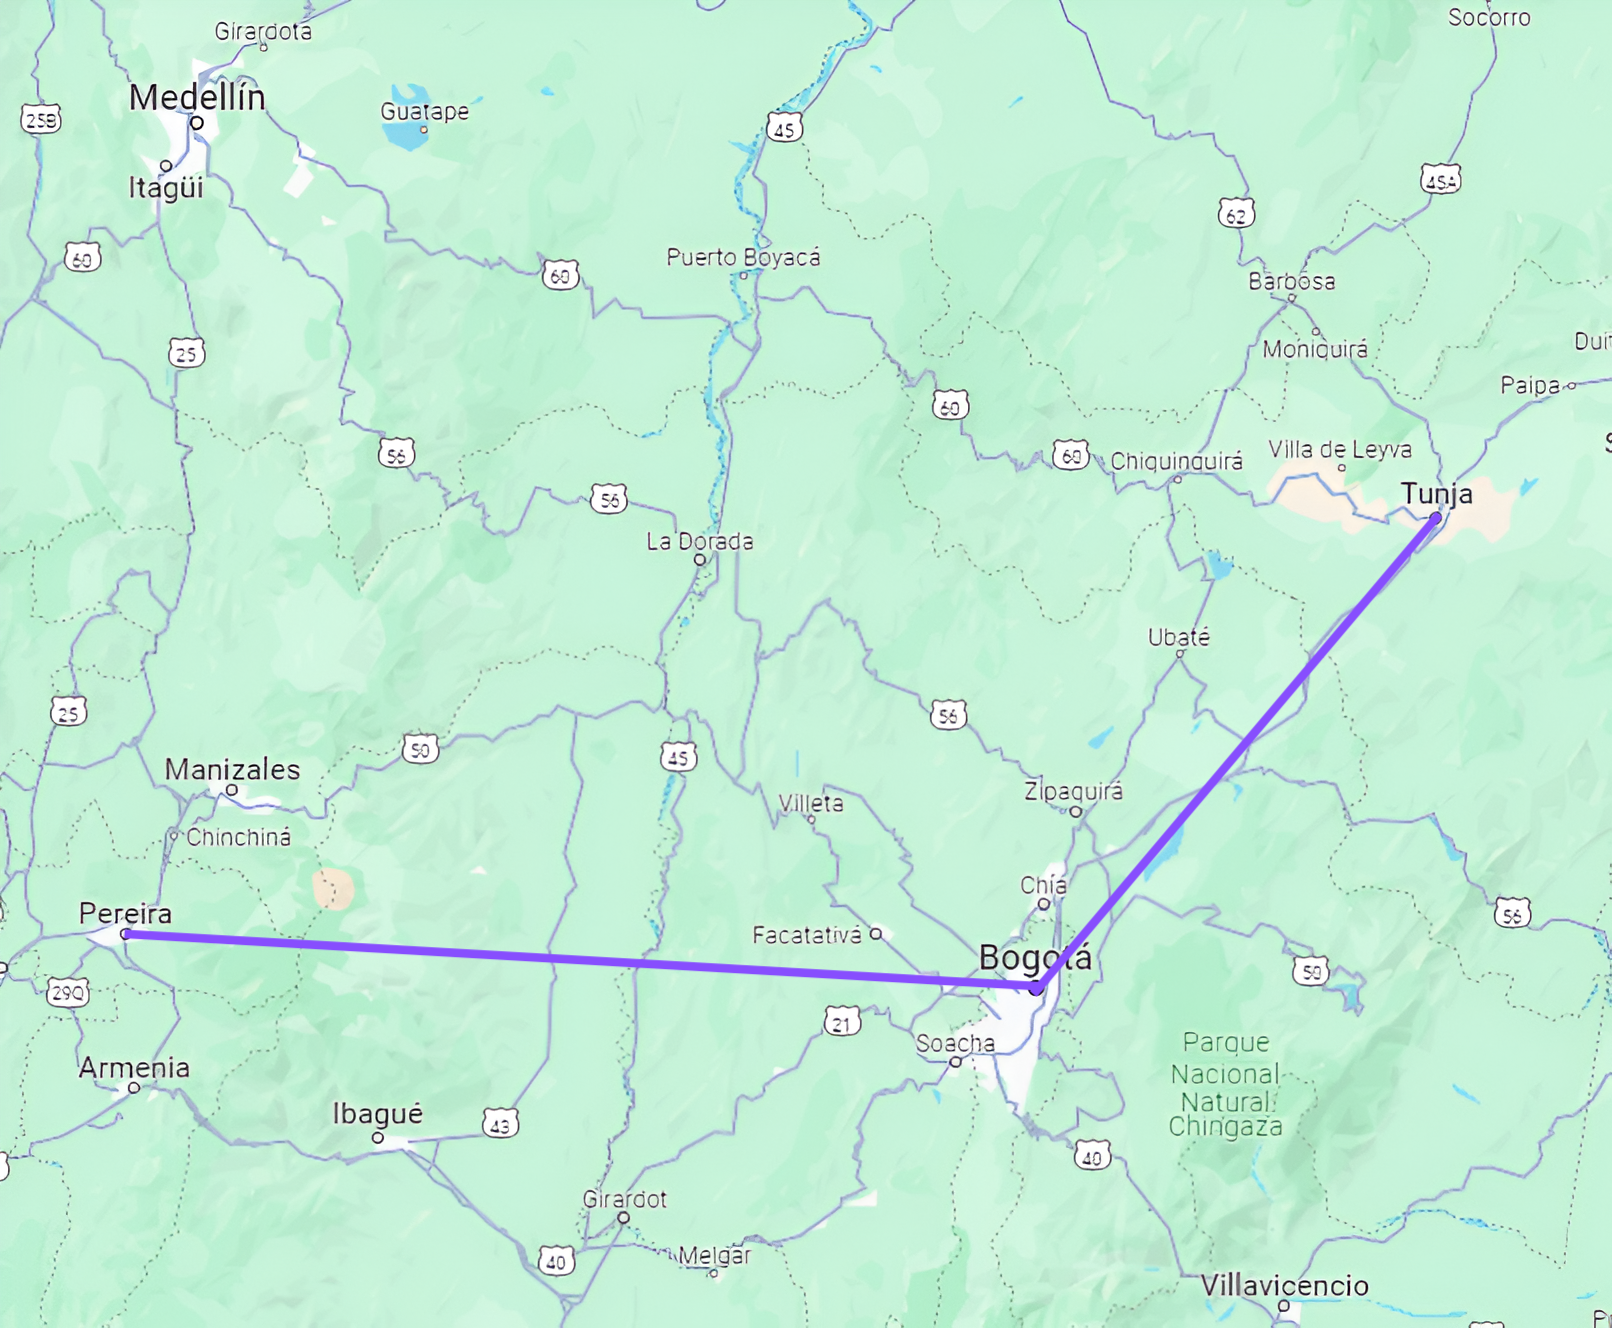 Socorro
Girardota
Medellín
Guatape
25B
45
Itagüi
45A
62
60
Puerto Boyacá
60
Barbosa
25
Moniquirá
Duit
Paipa
60
56
60
Chiquinquirá
Villa de Leyva
56
Tunja
La Dorada
Ubaté
25
56
50
45
Manizales
Zipaquirá
Villeta
Chinchiná
Chía
Pereira
56
Facatativá
Bogotá
50
29Q
21
Soacha
Parque
Nacional
Natural
Chingaza
Armenia
Ibagué
43
40
Girardot
Melgar
40
Villavicencio